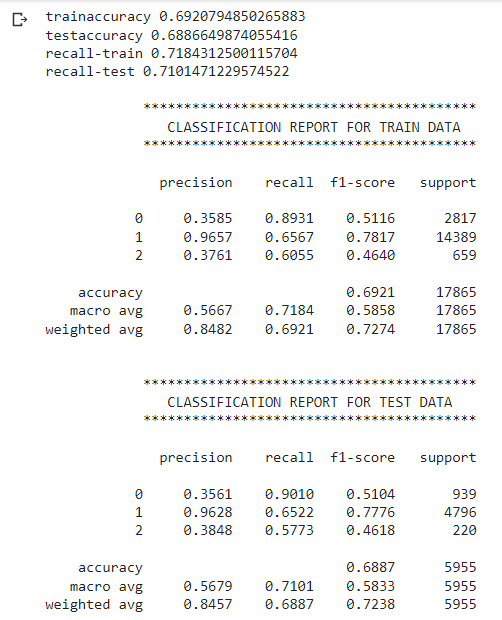 trainaccuracy 0.6920794850265883
testaccuracy 0.6886649874055416
recall-train 0.7184312500115704
recall-test 0.7101471229574522
*****************************************
CLASSIFICATION REPORT FOR TRAIN DATA
*****************************************
precision recall f1-score support
0 0.3585 0.8931 0.5116 2817
1 0.9657 0.6567 0.7817 14389
2 0.3761 0.6055 0.4640 659
accuracy 0.6921 17865
macro avg 0.5667 0.7184 0.5858 17865
weighted avg 0.8482 0.6921 0.7274 17865
*****************************************
CLASSIFICATION REPORT FOR TEST DATA
*****************************************
precision recall f1-score support
0 0.3561 0.9010 0.5104 939
1 0.9628 0.6522 0.7776 4796
2 0.3848 0.5773 0.4618 220
accuracy 0.6887 5955
macro avg 0.5679 0.7101 0.5833 5955
weighted avg 0.8457 0.6887 0.7238 5955